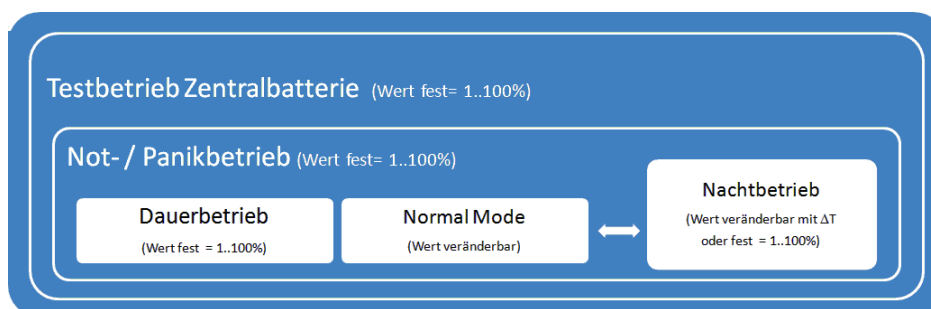 Testbetrieb Zentralbatterie (Wert fest= 1..100%)
Not- / Panikbetrieb (Wert fest= 1..100%)
Dauerbetrieb
(Wert fest = 1..100%)
Normal Mode
(Wert veränderbar)
Nachtbetrieb
(Wert veränderbar mit ΔT
oder fest = 1..100%)